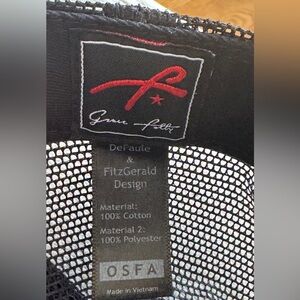 DePaule
&
FitzGerald
Design
Material:
100% Cotton
Material 2:
100% Polyester
OSFA
Made in Vietnam